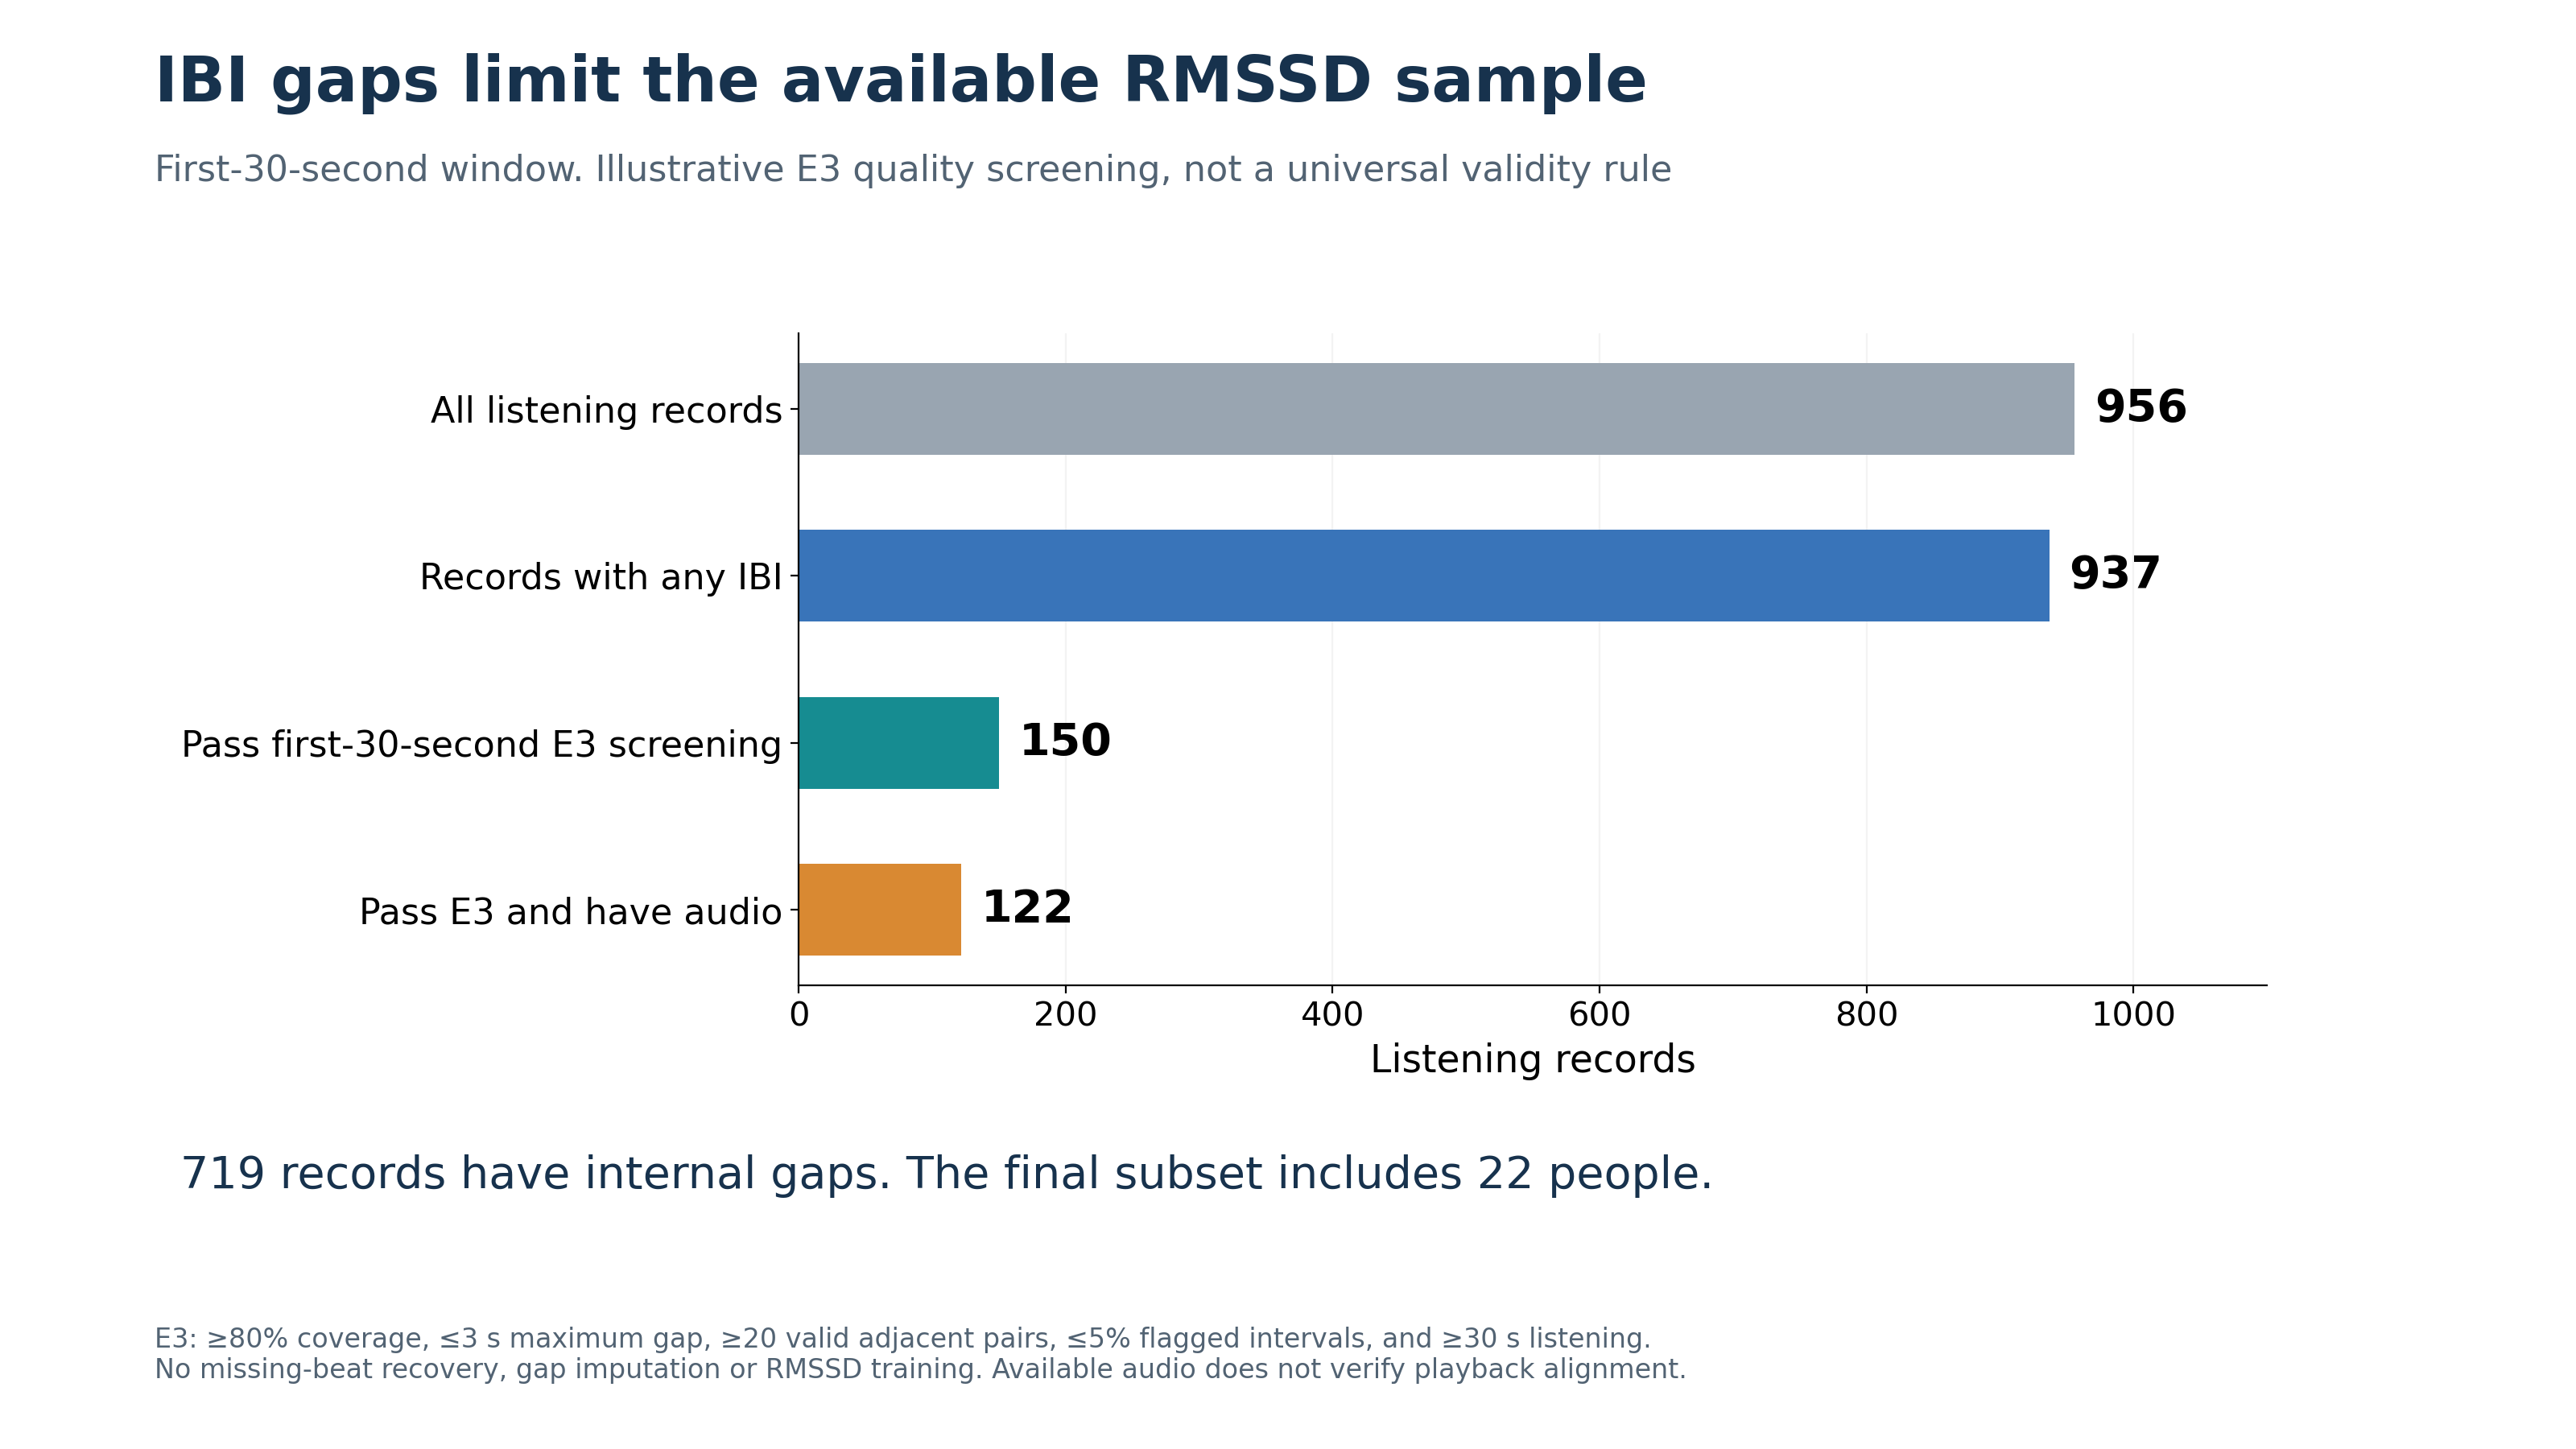 IBI gaps limit the available RMSSD sample
First-30-second window. Illustrative E3 quality screening, not a universal validity rule
All listening records
956
Records with any IBI
937
Pass first-30-second E3 screening
150
Pass E3 and have audio
122
0 200 400 600 800 1000
Listening records
719 records have internal gaps. The final subset includes 22 people.
E3: ≥80% coverage, ≤3 s maximum gap, ≥20 valid adjacent pairs, ≤5% flagged intervals, and ≥30 s listening.
No missing-beat recovery, gap imputation or RMSSD training. Available audio does not verify playback alignment.